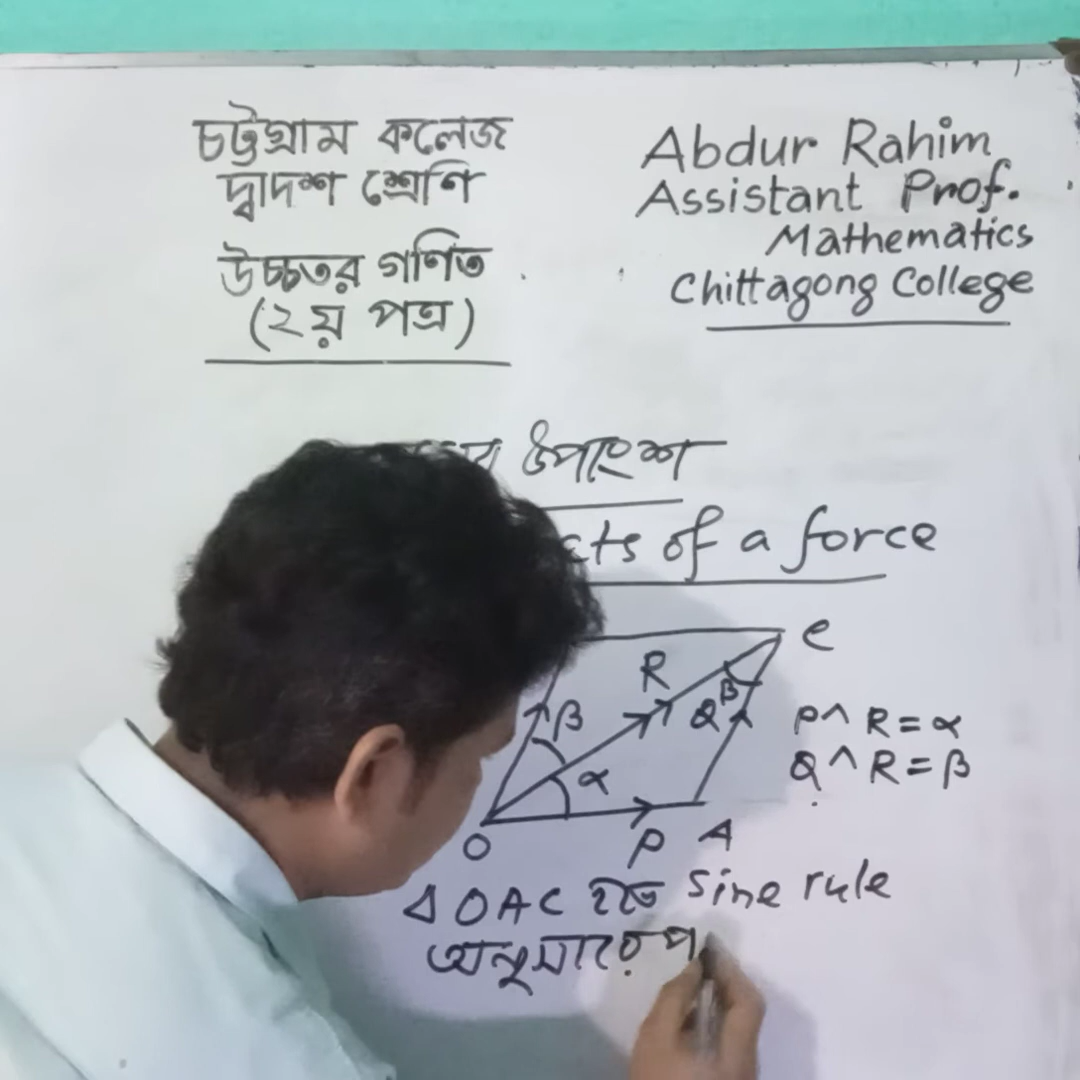 চট্টগ্রাম কলেজ
দ্বাদশ শ্রেণি
উচ্চতর গণিত
(২য় পত্র)
Abdur Rahim
Assistant Prof.
Mathematics
Chittagong College
উপাংশ
of a force
C
R
β
Q
β
α
P ^ R = α
Q ^ R = β
O
P
A
Δ OAC হতে sine rule
অনুসারে প